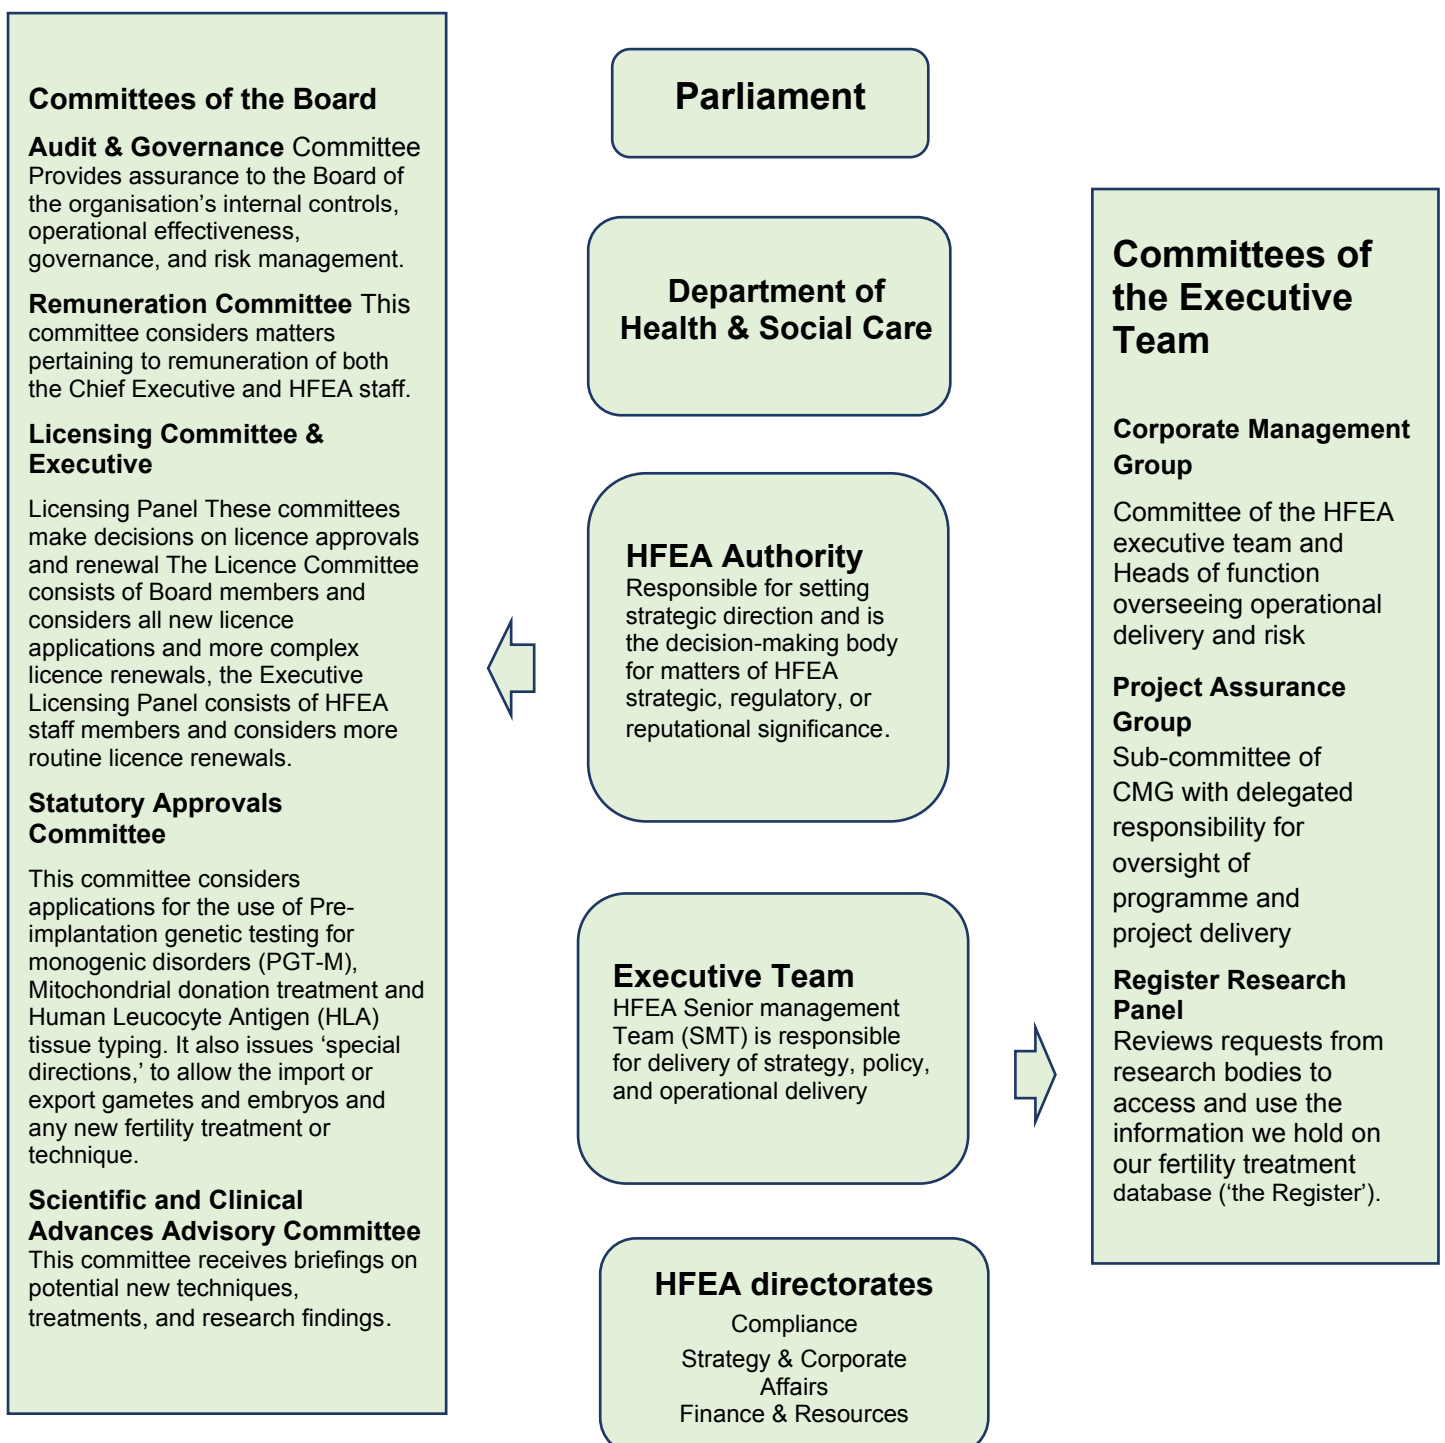 Committees of the Board
Audit & Governance Committee
Provides assurance to the Board of
the organisation’s internal controls,
operational effectiveness,
governance, and risk management.
Remuneration Committee This
committee considers matters
pertaining to remuneration of both
the Chief Executive and HFEA staff.
Licensing Committee &
Executive
Licensing Panel These committees
make decisions on licence approvals
and renewal The Licence Committee
consists of Board members and
considers all new licence
applications and more complex
licence renewals, the Executive
Licensing Panel consists of HFEA
staff members and considers more
routine licence renewals.
Statutory Approvals
Committee
This committee considers
applications for the use of Pre-
implantation genetic testing for
monogenic disorders (PGT-M),
Mitochondrial donation treatment and
Human Leucocyte Antigen (HLA)
tissue typing. It also issues ‘special
directions,’ to allow the import or
export gametes and embryos and
any new fertility treatment or
technique.
Scientific and Clinical
Advances Advisory Committee
This committee receives briefings on
potential new techniques,
treatments, and research findings.
Parliament
Department of
Health & Social Care
HFEA Authority
Responsible for setting
strategic direction and is
the decision-making body
for matters of HFEA
strategic, regulatory, or
reputational significance.
Executive Team
HFEA Senior management
Team (SMT) is responsible
for delivery of strategy, policy,
and operational delivery
HFEA directorates
Compliance
Strategy & Corporate
Affairs
Finance & Resources
Committees of
the Executive
Team
Corporate Management
Group
Committee of the HFEA
executive team and
Heads of function
overseeing operational
delivery and risk
Project Assurance
Group
Sub-committee of
CMG with delegated
responsibility for
oversight of
programme and
project delivery
Register Research
Panel
Reviews requests from
research bodies to
access and use the
information we hold on
our fertility treatment
database (‘the Register’).